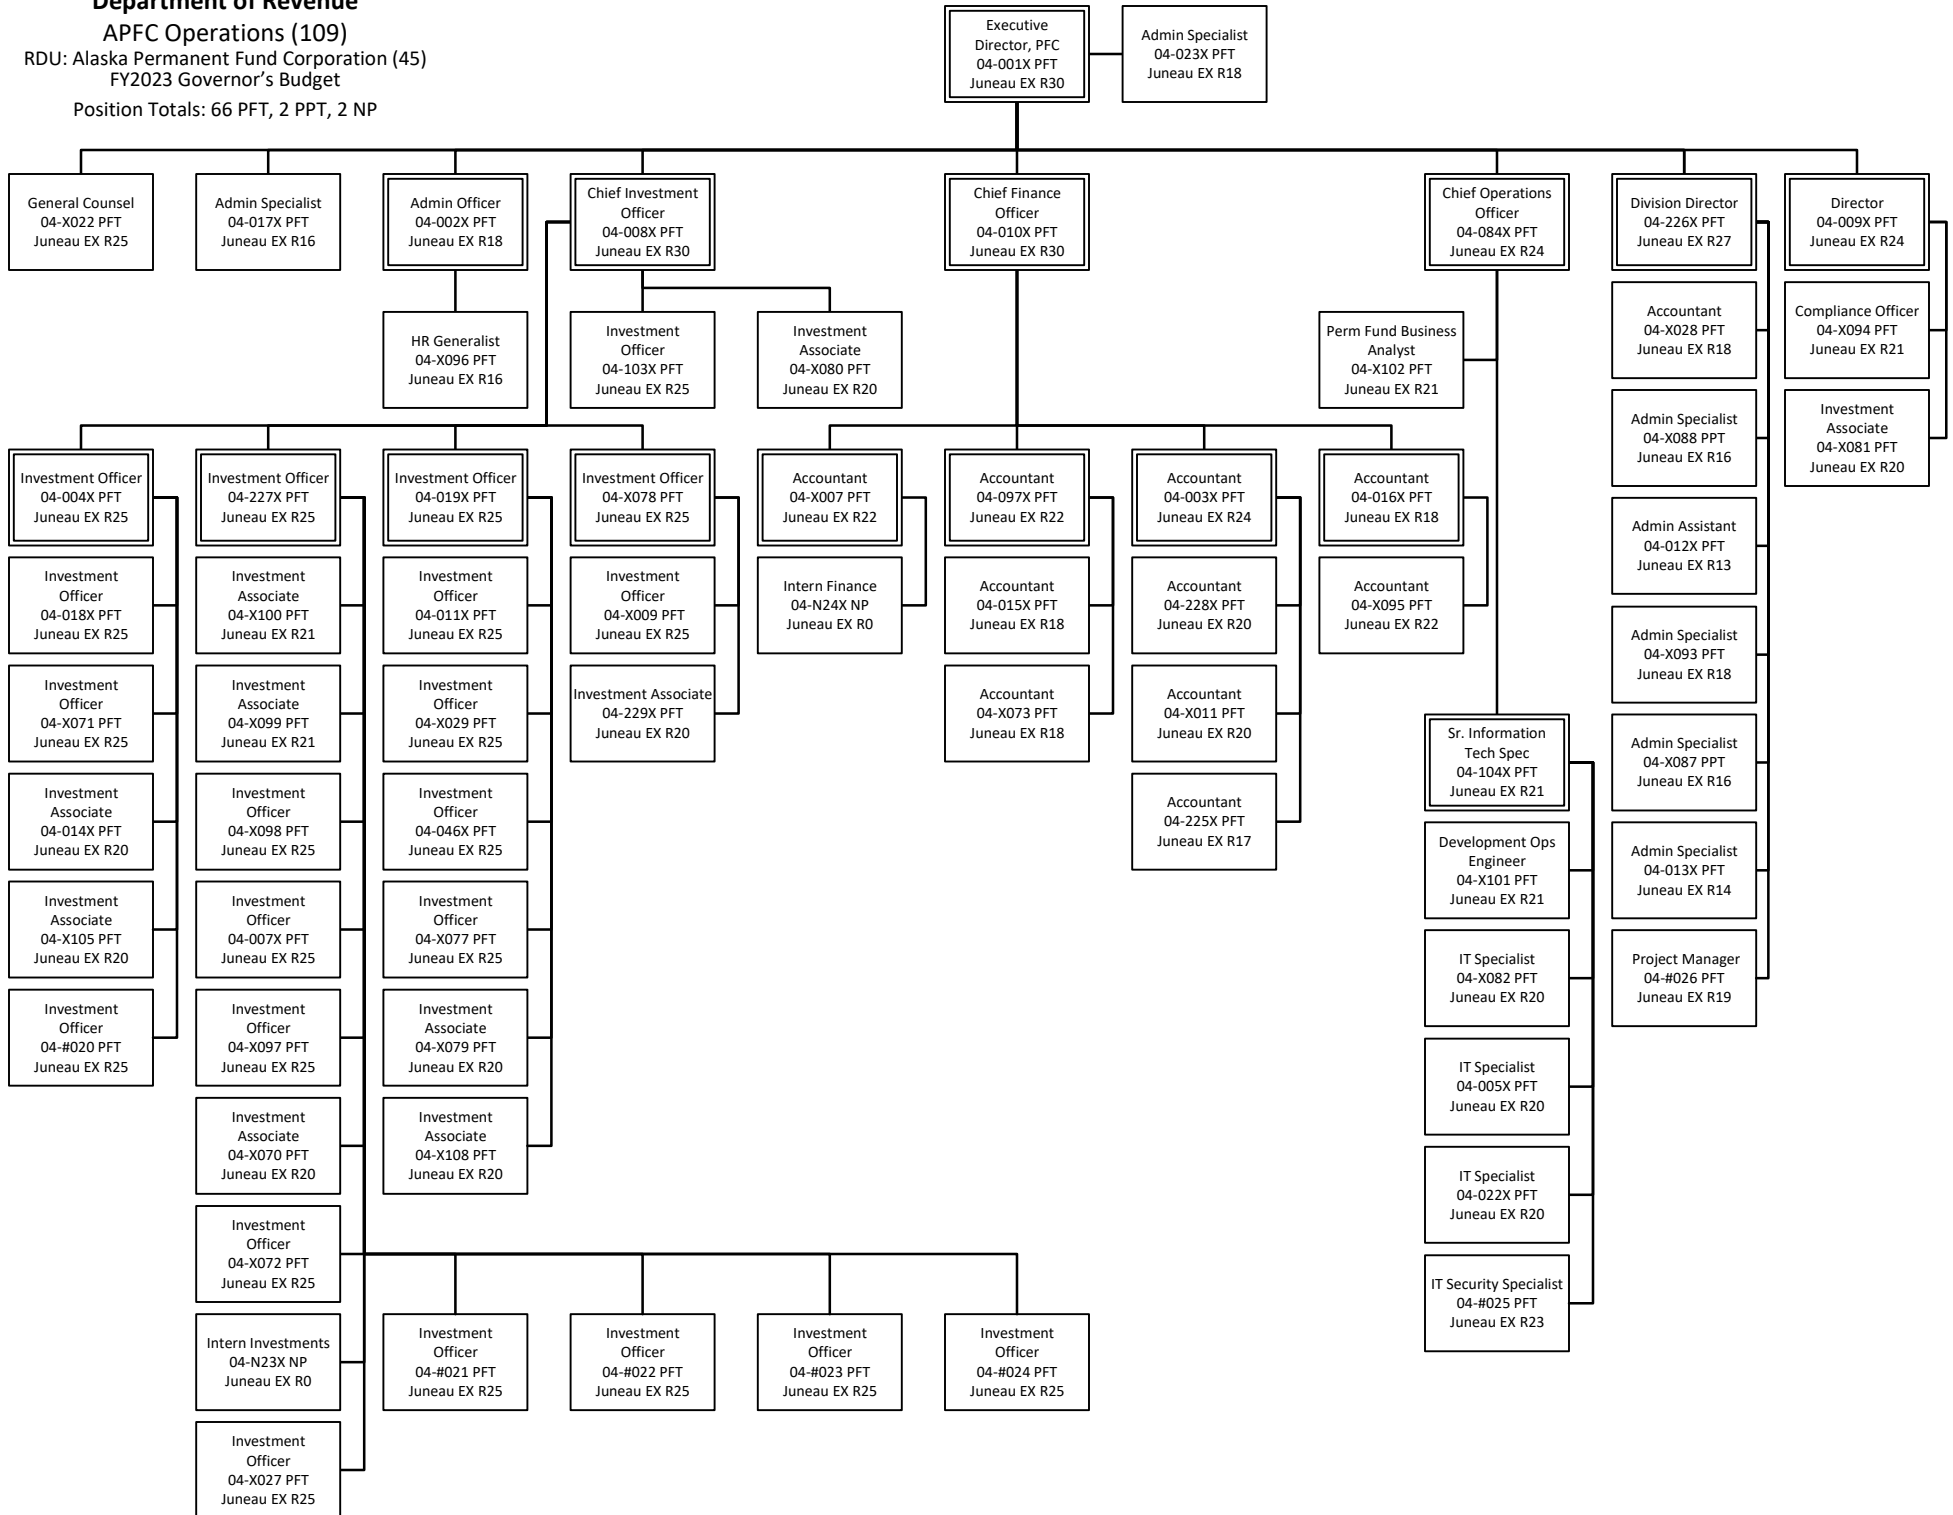 Department of Revenue
APFC Operations (109)
RDU: Alaska Permanent Fund Corporation (45)
FY2023 Governor's Budget
Position Totals: 66 PFT, 2 PPT, 2 NP
Executive
Director, PFC
04-001X PFT
Juneau EX R30
Admin Specialist
04-023X PFT
Juneau EX R18
General Counsel
04-X022 PFT
Juneau EX R25
Admin Specialist
04-017X PFT
Juneau EX R16
Admin Officer
04-002X PFT
Juneau EX R18
Chief Investment
Officer
04-008X PFT
Juneau EX R30
Chief Finance
Officer
04-010X PFT
Juneau EX R30
Chief Operations
Officer
04-084X PFT
Juneau EX R24
Division Director
04-226X PFT
Juneau EX R27
Director
04-009X PFT
Juneau EX R24
HR Generalist
04-X096 PFT
Juneau EX R16
Investment
Officer
04-103X PFT
Juneau EX R25
Investment
Associate
04-X080 PFT
Juneau EX R20
Perm Fund Business
Analyst
04-X102 PFT
Juneau EX R21
Accountant
04-X028 PFT
Juneau EX R18
Compliance Officer
04-X094 PFT
Juneau EX R21
Admin Specialist
04-X088 PPT
Juneau EX R16
Investment
Associate
04-X081 PFT
Juneau EX R20
Investment Officer
04-004X PFT
Juneau EX R25
Investment Officer
04-227X PFT
Juneau EX R25
Investment Officer
04-019X PFT
Juneau EX R25
Investment Officer
04-X078 PFT
Juneau EX R25
Accountant
04-X007 PFT
Juneau EX R22
Accountant
04-097X PFT
Juneau EX R22
Accountant
04-003X PFT
Juneau EX R24
Accountant
04-016X PFT
Juneau EX R18
Admin Assistant
04-012X PFT
Juneau EX R13
Investment
Officer
04-018X PFT
Juneau EX R25
Investment
Associate
04-X100 PFT
Juneau EX R21
Investment
Officer
04-011X PFT
Juneau EX R25
Investment
Officer
04-X009 PFT
Juneau EX R25
Intern Finance
04-N24X NP
Juneau EX R0
Accountant
04-015X PFT
Juneau EX R18
Accountant
04-228X PFT
Juneau EX R20
Accountant
04-X095 PFT
Juneau EX R22
Admin Specialist
04-X093 PFT
Juneau EX R18
Investment
Officer
04-X071 PFT
Juneau EX R25
Investment
Associate
04-X099 PFT
Juneau EX R21
Investment
Officer
04-X029 PFT
Juneau EX R25
Investment Associate
04-229X PFT
Juneau EX R20
Accountant
04-X073 PFT
Juneau EX R18
Accountant
04-X011 PFT
Juneau EX R20
Sr. Information
Tech Spec
04-104X PFT
Juneau EX R21
Admin Specialist
04-X087 PPT
Juneau EX R16
Investment
Associate
04-014X PFT
Juneau EX R20
Investment
Officer
04-X098 PFT
Juneau EX R25
Investment
Officer
04-046X PFT
Juneau EX R25
Accountant
04-225X PFT
Juneau EX R17
Development Ops
Engineer
04-X101 PFT
Juneau EX R21
Admin Specialist
04-013X PFT
Juneau EX R14
Investment
Associate
04-X105 PFT
Juneau EX R20
Investment
Officer
04-007X PFT
Juneau EX R25
Investment
Officer
04-X077 PFT
Juneau EX R25
IT Specialist
04-X082 PFT
Juneau EX R20
Project Manager
04-#026 PFT
Juneau EX R19
Investment
Officer
04-#020 PFT
Juneau EX R25
Investment
Officer
04-X097 PFT
Juneau EX R25
Investment
Associate
04-X079 PFT
Juneau EX R20
IT Specialist
04-005X PFT
Juneau EX R20
Investment
Associate
04-X070 PFT
Juneau EX R20
Investment
Associate
04-X108 PFT
Juneau EX R20
IT Specialist
04-022X PFT
Juneau EX R20
Investment
Officer
04-X072 PFT
Juneau EX R25
IT Security Specialist
04-#025 PFT
Juneau EX R23
Intern Investments
04-N23X NP
Juneau EX R0
Investment
Officer
04-#021 PFT
Juneau EX R25
Investment
Officer
04-#022 PFT
Juneau EX R25
Investment
Officer
04-#023 PFT
Juneau EX R25
Investment
Officer
04-#024 PFT
Juneau EX R25
Investment
Officer
04-X027 PFT
Juneau EX R25